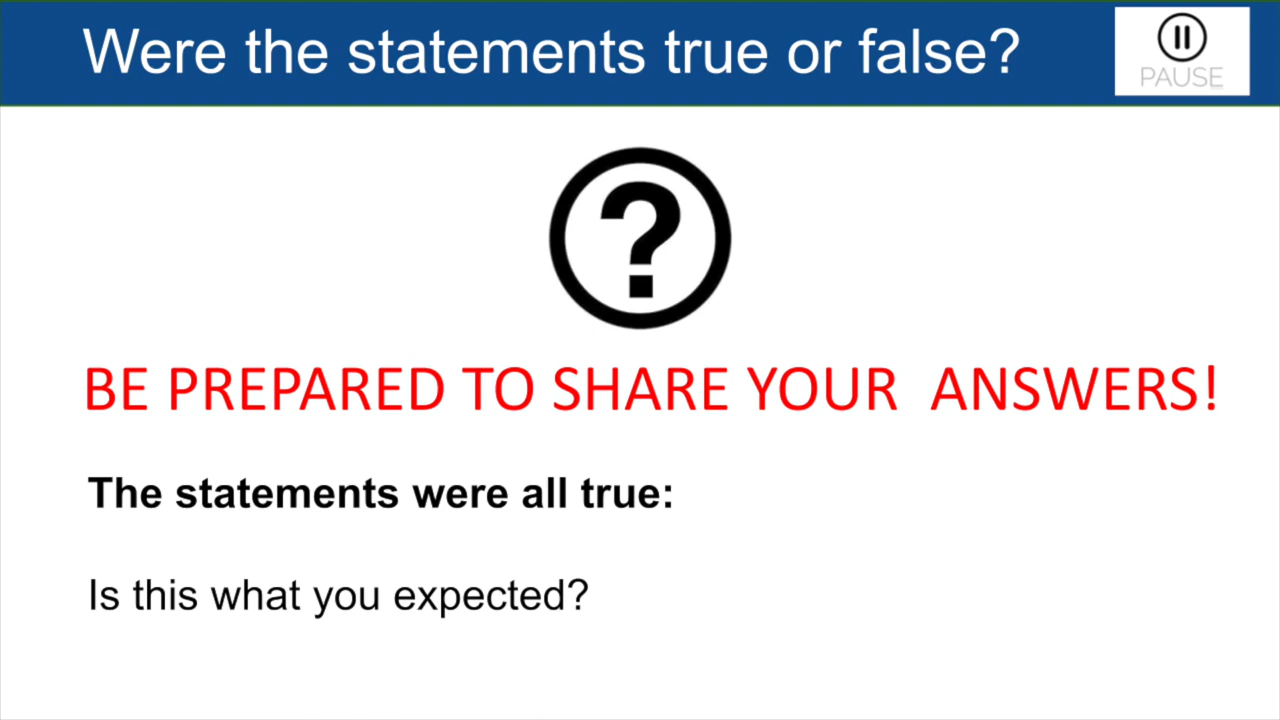 Were the statements true or false?
PAUSE
?
BE PREPARED TO SHARE YOUR ANSWERS!
The statements were all true:
Is this what you expected?